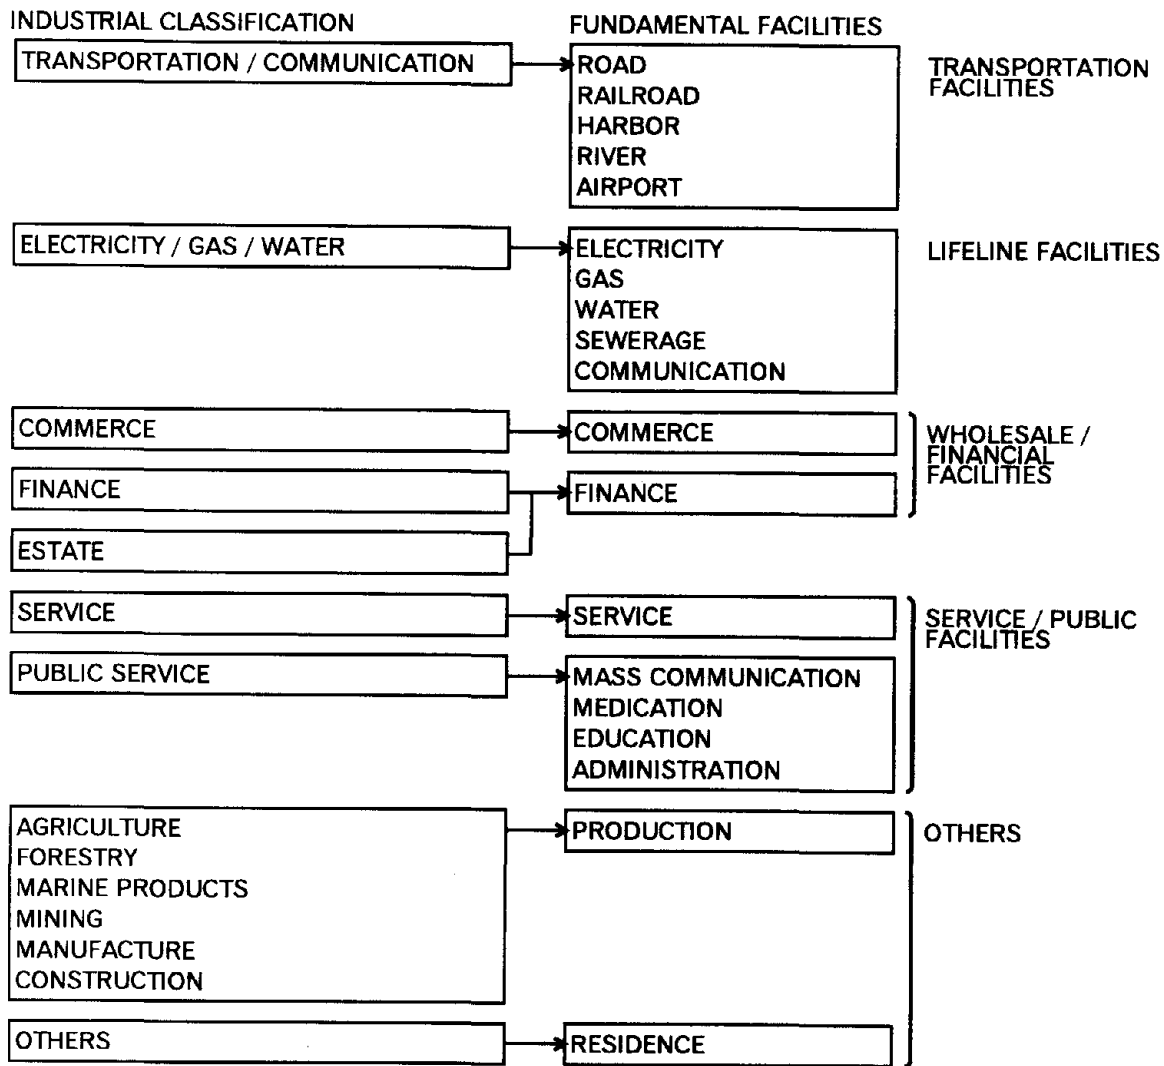 INDUSTRIAL CLASSIFICATION
FUNDAMENTAL FACILITIES
TRANSPORTATION / COMMUNICATION
ROAD
RAILROAD
HARBOR
RIVER
AIRPORT
TRANSPORTATION
FACILITIES
ELECTRICITY / GAS / WATER
ELECTRICITY
GAS
WATER
SEWERAGE
COMMUNICATION
LIFELINE FACILITIES
COMMERCE
COMMERCE
FINANCE
FINANCE
ESTATE
WHOLESALE /
FINANCIAL
FACILITIES
SERVICE
SERVICE
PUBLIC SERVICE
MASS COMMUNICATION
MEDICATION
EDUCATION
ADMINISTRATION
SERVICE / PUBLIC
FACILITIES
AGRICULTURE
FORESTRY
MARINE PRODUCTS
MINING
MANUFACTURE
CONSTRUCTION
PRODUCTION
OTHERS
OTHERS
RESIDENCE